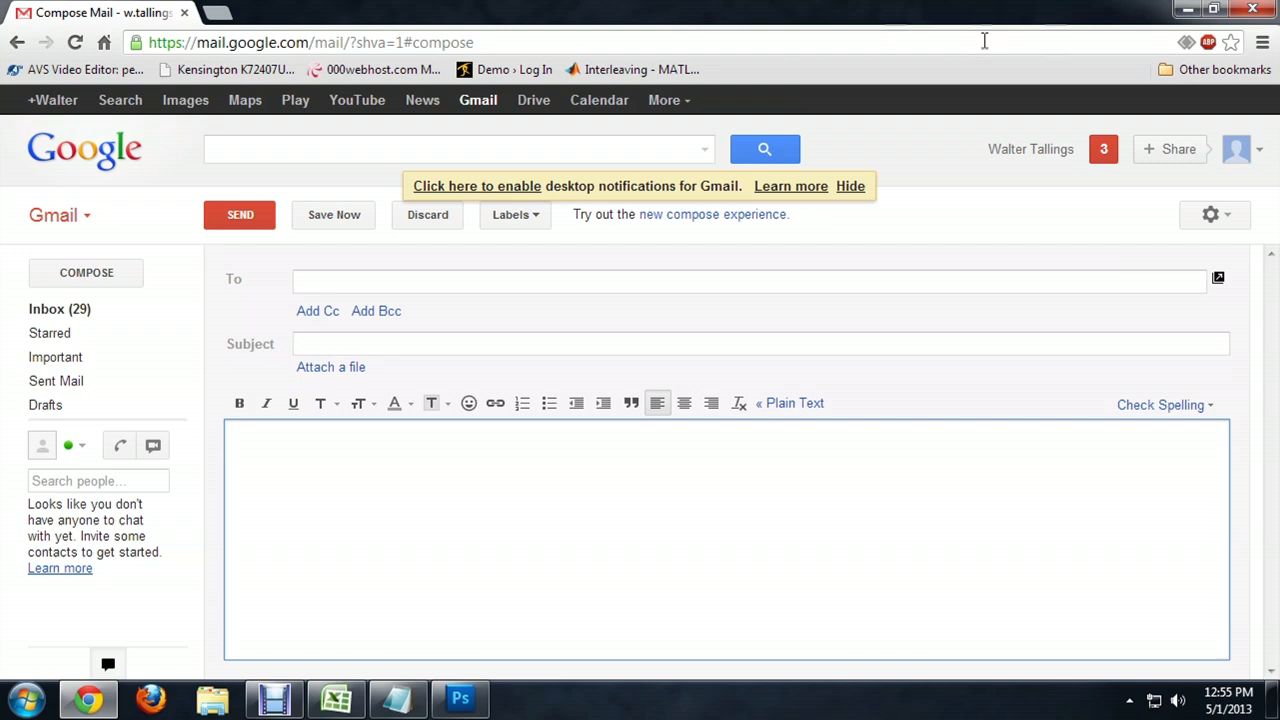 Compose Mail - w.tallings
https://mail.google.com/mail/?shva=1#compose
ABP
AVS Video Editor: pe...
Kensington K72407U...
000webhost.com M...
Demo › Log In
Interleaving - MATL...
Other bookmarks
+Walter Search Images Maps Play YouTube News Gmail Drive Calendar More
Google
Walter Tallings
3
+ Share
Click here to enable desktop notifications for Gmail. Learn more Hide
Gmail
SEND
Save Now
Discard
Labels
Try out the new compose experience.
COMPOSE
Inbox (29)
Starred
Important
Sent Mail
Drafts
Search people...
Looks like you don't
have anyone to chat
with yet. Invite some
contacts to get started.
Learn more
To
Add Cc Add Bcc
Subject
Attach a file
B I U T TT A T
« Plain Text
Check Spelling
Ps
12:55 PM
5/1/2013